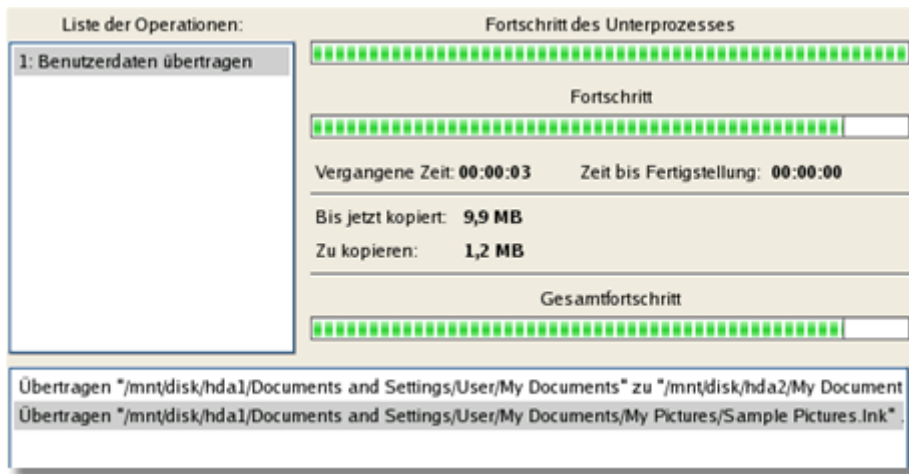 Liste der Operationen:
1: Benutzerdaten übertragen
Fortschritt des Unterprozesses
Fortschritt
Vergangene Zeit: 00:00:03 Zeit bis Fertigstellung: 00:00:00
Bis jetzt kopiert: 9,9 MB
Zu kopieren: 1,2 MB
Gesamtfortschritt
Übertragen "/mnt/disk/hda1/Documents and Settings/User/My Documents" zu "/mnt/disk/hda2/My Document
Übertragen "/mnt/disk/hda1/Documents and Settings/User/My Documents/My Pictures/Sample Pictures.lnk" .